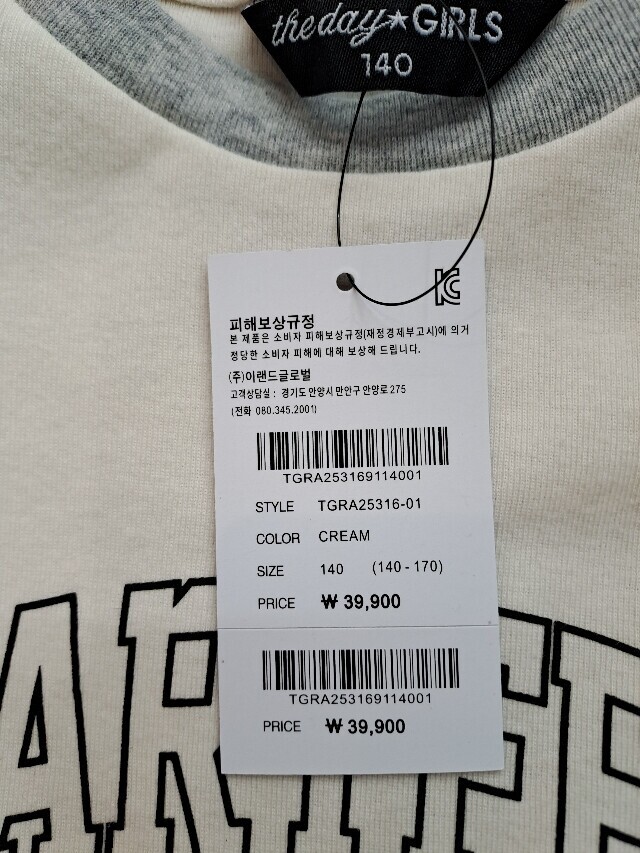 theday★GIRLS
140
피해보상규정
본 제품은 소비자 피해보상규정(재정경제부고시)에 의거
정당한 소비자 피해에 대해 보상해 드립니다.
(주)이랜드글로벌
고객상담실 : 경기도 안양시 만안구 안양로 275
(전화 080.345.2001)
TGRA253169114001
STYLE TGRA25316-01
COLOR CREAM
SIZE 140 (140-170)
PRICE ₩ 39,900
TGRA253169114001
PRICE ₩ 39,900